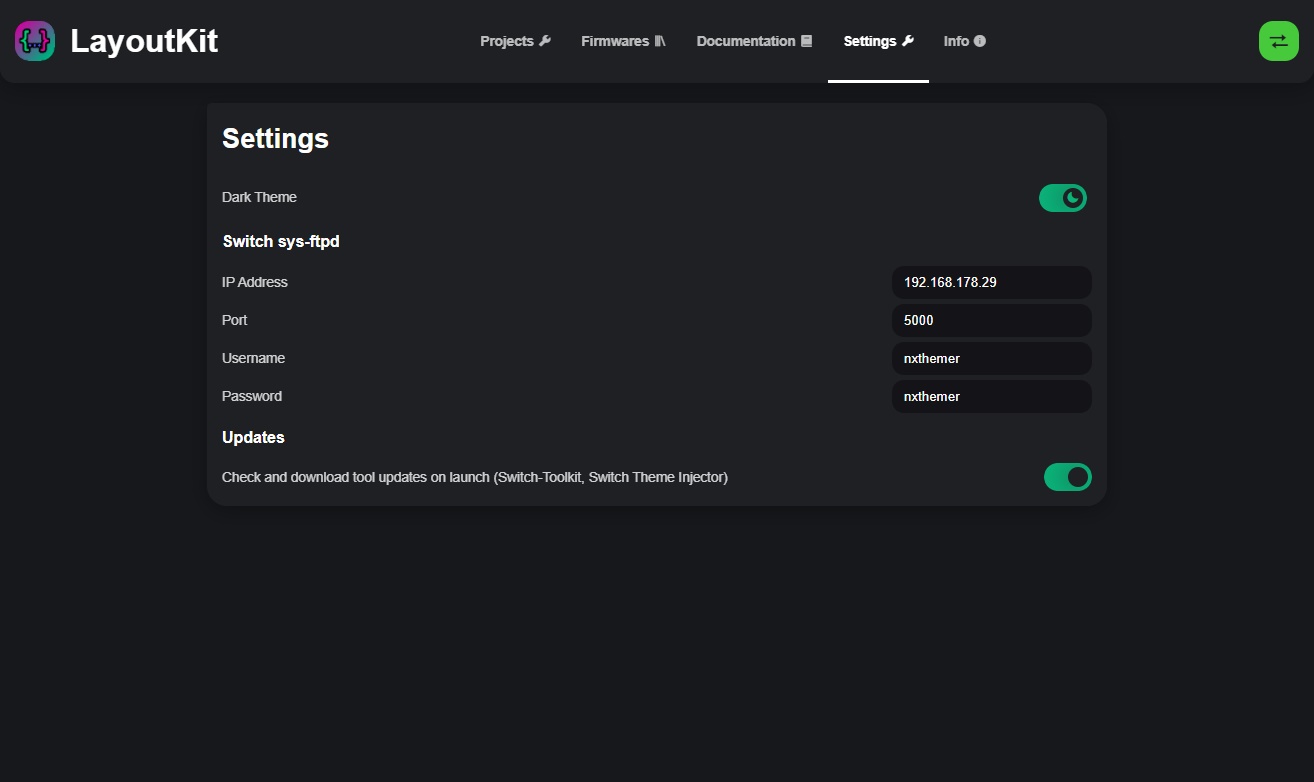 LayoutKit
Projects
Firmwares
Documentation
Settings
Info
Settings
Dark Theme
Switch sys-ftpd
IP Address 192.168.178.29
Port 5000
Username nxthemer
Password nxthemer
Updates
Check and download tool updates on launch (Switch-Toolkit, Switch Theme Injector)